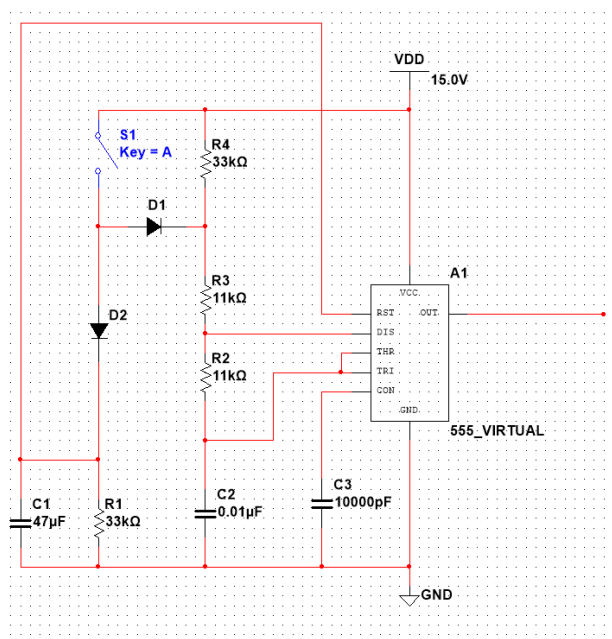 VDD
15.0V
S1
Key = A
R4
33kΩ
D1
A1
R3
11kΩ
VCC
RST
OUT
D2
DIS
R2
11kΩ
THR
TRI
CON
GND
555_VIRTUAL
C1
47µF
R1
33kΩ
C2
0.01µF
C3
10000pF
GND